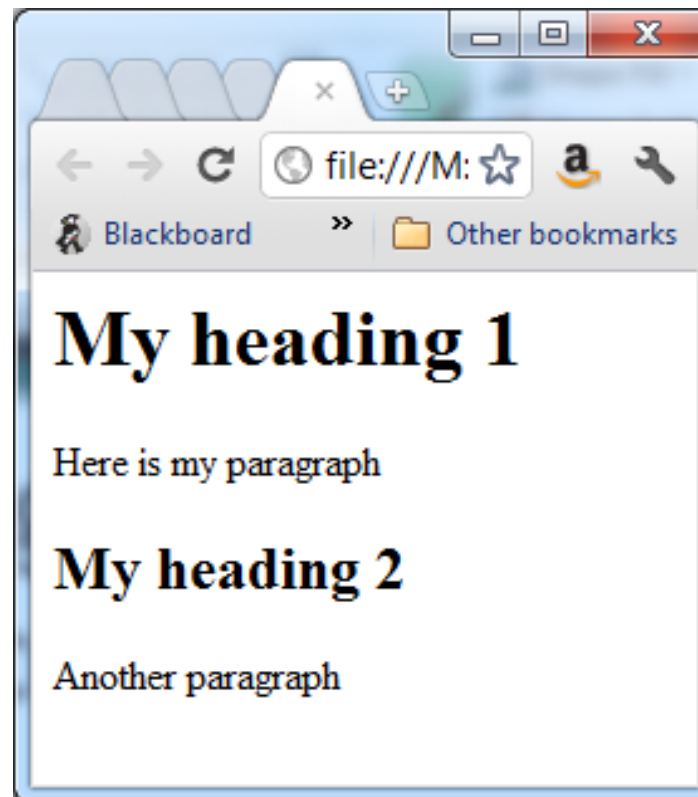 file:///M:
Blackboard » Other bookmarks
My heading 1
Here is my paragraph
My heading 2
Another paragraph